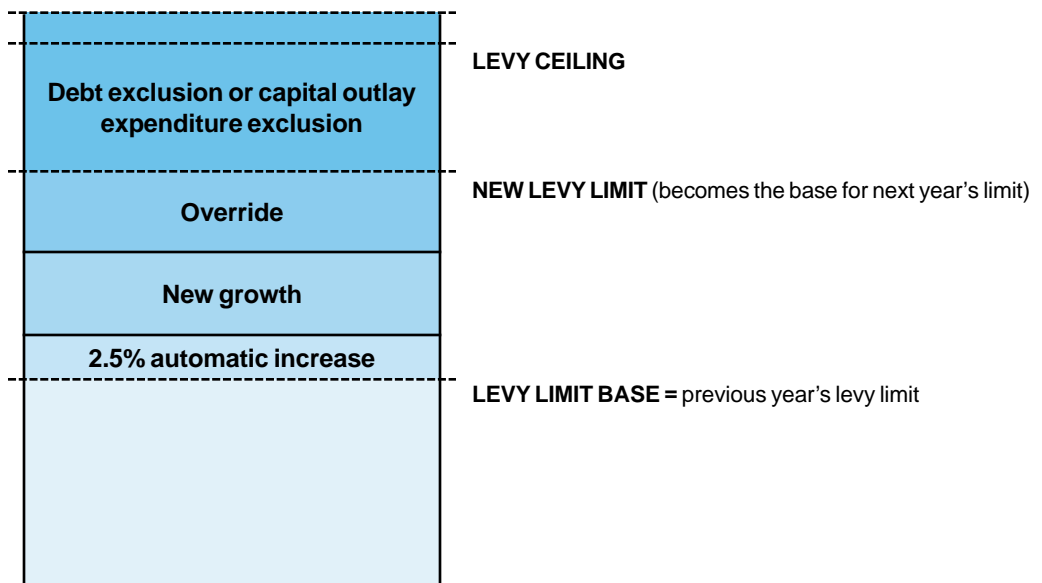 LEVY CEILING
Debt exclusion or capital outlay
expenditure exclusion
NEW LEVY LIMIT (becomes the base for next year’s limit)
Override
New growth
2.5% automatic increase
LEVY LIMIT BASE = previous year’s levy limit